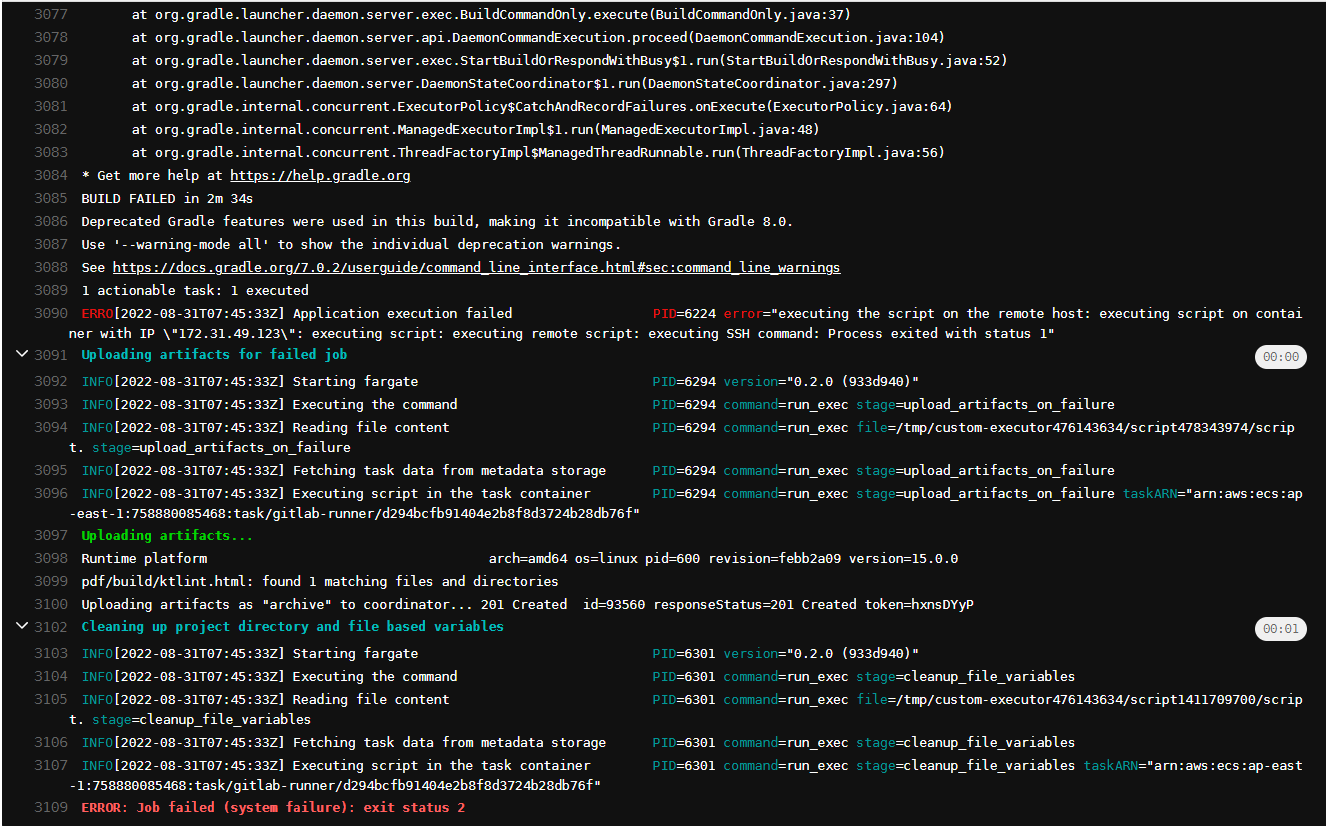 3077 at org.gradle.launcher.daemon.server.exec.BuildCommandOnly.execute(BuildCommandOnly.java:37)
3078 at org.gradle.launcher.daemon.server.api.DaemonCommandExecution.proceed(DaemonCommandExecution.java:104)
3079 at org.gradle.launcher.daemon.server.exec.StartBuildOrRespondWithBusy$1.run(StartBuildOrRespondWithBusy.java:52)
3080 at org.gradle.launcher.daemon.server.DaemonStateCoordinator$1.run(DaemonStateCoordinator.java:297)
3081 at org.gradle.internal.concurrent.ExecutorPolicy$CatchAndRecordFailures.onExecute(ExecutorPolicy.java:64)
3082 at org.gradle.internal.concurrent.ManagedExecutorImpl$1.run(ManagedExecutorImpl.java:48)
3083 at org.gradle.internal.concurrent.ThreadFactoryImpl$ManagedThreadRunnable.run(ThreadFactoryImpl.java:56)
3084 * Get more help at https://help.gradle.org
3085 BUILD FAILED in 2m 34s
3086 Deprecated Gradle features were used in this build, making it incompatible with Gradle 8.0.
3087 Use '--warning-mode all' to show the individual deprecation warnings.
3088 See https://docs.gradle.org/7.0.2/userguide/command_line_interface.html#sec:command_line_warnings
3089 1 actionable task: 1 executed
3090 ERRO[2022-08-31T07:45:33Z] Application execution failed PID=6224 error="executing the script on the remote host: executing script on contai
ner with IP \"172.31.49.123\": executing script: executing remote script: executing SSH command: Process exited with status 1"
3091 Uploading artifacts for failed job 00:00
3092 INFO[2022-08-31T07:45:33Z] Starting fargate PID=6294 version="0.2.0 (933d940)"
3093 INFO[2022-08-31T07:45:33Z] Executing the command PID=6294 command=run_exec stage=upload_artifacts_on_failure
3094 INFO[2022-08-31T07:45:33Z] Reading file content PID=6294 command=run_exec file=/tmp/custom-executor476143634/script478343974/scrip
t. stage=upload_artifacts_on_failure
3095 INFO[2022-08-31T07:45:33Z] Fetching task data from metadata storage PID=6294 command=run_exec stage=upload_artifacts_on_failure
3096 INFO[2022-08-31T07:45:33Z] Executing script in the task container PID=6294 command=run_exec stage=upload_artifacts_on_failure taskARN="arn:aws:ecs:ap
-east-1:758880085468:task/gitlab-runner/d294bcfb91404e2b8f8d3724b28db76f"
3097 Uploading artifacts...
3098 Runtime platform arch=amd64 os=linux pid=600 revision=febb2a09 version=15.0.0
3099 pdf/build/ktlint.html: found 1 matching files and directories
3100 Uploading artifacts as "archive" to coordinator... 201 Created id=93560 responseStatus=201 Created token=hxnsDYyP
3102 Cleaning up project directory and file based variables 00:01
3103 INFO[2022-08-31T07:45:33Z] Starting fargate PID=6301 version="0.2.0 (933d940)"
3104 INFO[2022-08-31T07:45:33Z] Executing the command PID=6301 command=run_exec stage=cleanup_file_variables
3105 INFO[2022-08-31T07:45:33Z] Reading file content PID=6301 command=run_exec file=/tmp/custom-executor476143634/script1411709700/scrip
t. stage=cleanup_file_variables
3106 INFO[2022-08-31T07:45:33Z] Fetching task data from metadata storage PID=6301 command=run_exec stage=cleanup_file_variables
3107 INFO[2022-08-31T07:45:33Z] Executing script in the task container PID=6301 command=run_exec stage=cleanup_file_variables taskARN="arn:aws:ecs:ap-east
-1:758880085468:task/gitlab-runner/d294bcfb91404e2b8f8d3724b28db76f"
3109 ERROR: Job failed (system failure): exit status 2